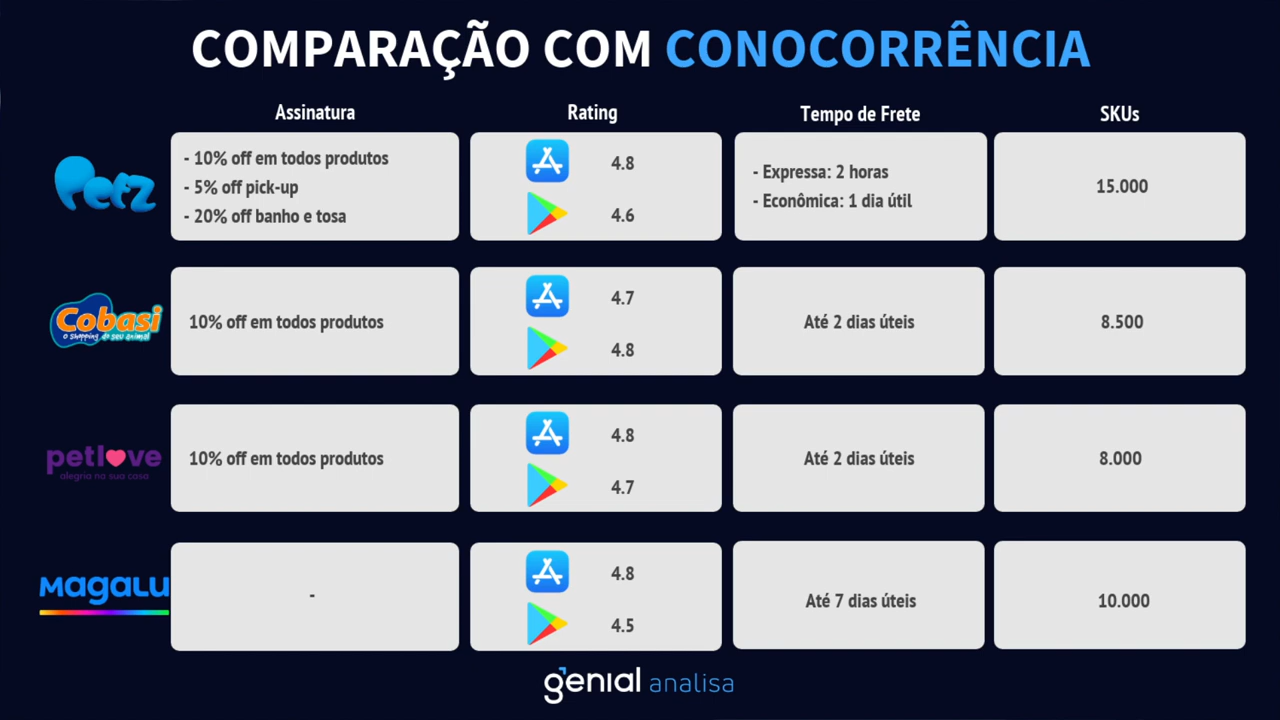 COMPARAÇÃO COM CONOCORRÊNCIA
Assinatura
Rating
Tempo de Frete
SKUs
Petz
- 10% off em todos produtos
- 5% off pick-up
- 20% off banho e tosa
4.8
4.6
- Expressa: 2 horas
- Econômica: 1 dia útil
15.000
Cobasi
o Shopping do seu animal
10% off em todos produtos
4.7
4.8
Até 2 dias úteis
8.500
petlove
alegria na sua casa
10% off em todos produtos
4.8
4.7
Até 2 dias úteis
8.000
Magalu
-
4.8
4.5
Até 7 dias úteis
10.000
genial analisa